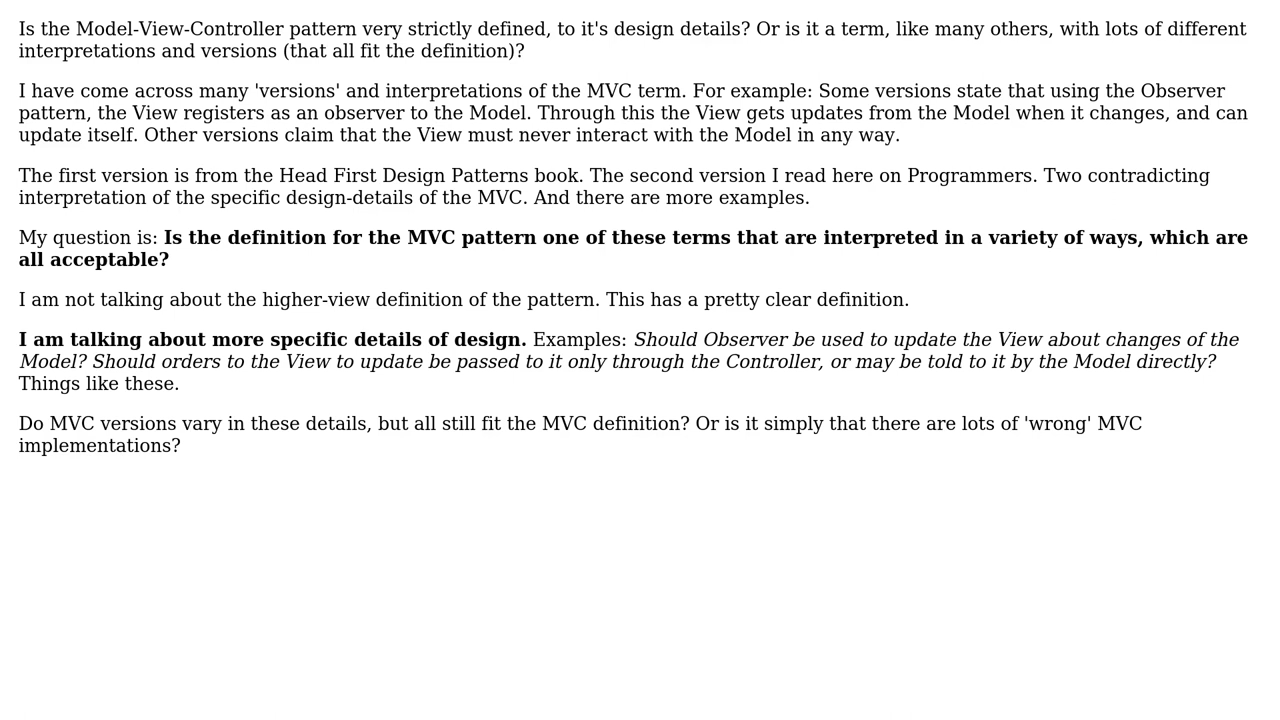 Is the Model-View-Controller pattern very strictly defined, to it's design details? Or is it a term, like many others, with lots of different
interpretations and versions (that all fit the definition)?
I have come across many 'versions' and interpretations of the MVC term. For example: Some versions state that using the Observer
pattern, the View registers as an observer to the Model. Through this the View gets updates from the Model when it changes, and can
update itself. Other versions claim that the View must never interact with the Model in any way.
The first version is from the Head First Design Patterns book. The second version I read here on Programmers. Two contradicting
interpretation of the specific design-details of the MVC. And there are more examples.
My question is: Is the definition for the MVC pattern one of these terms that are interpreted in a variety of ways, which are
all acceptable?
I am not talking about the higher-view definition of the pattern. This has a pretty clear definition.
I am talking about more specific details of design. Examples: Should Observer be used to update the View about changes of the
Model? Should orders to the View to update be passed to it only through the Controller, or may be told to it by the Model directly?
Things like these.
Do MVC versions vary in these details, but all still fit the MVC definition? Or is it simply that there are lots of 'wrong' MVC
implementations?